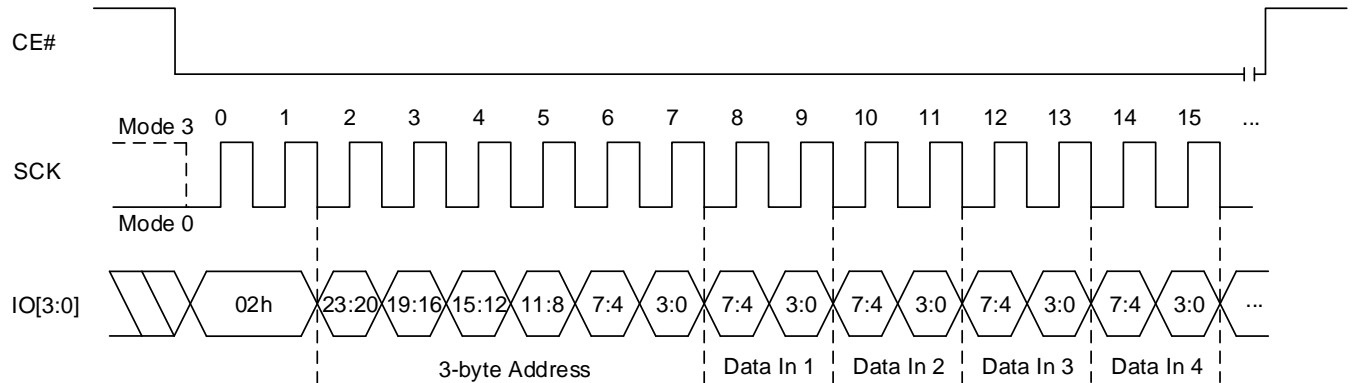 CE#
Mode 3 0 1 2 3 4 5 6 7 8 9 10 11 12 13 14 15 ...
SCK
Mode 0
IO[3:0] 02h 23:20 19:16 15:12 11:8 7:4 3:0 7:4 3:0 7:4 3:0 7:4 3:0 7:4 3:0 ...
3-byte Address Data In 1 Data In 2 Data In 3 Data In 4